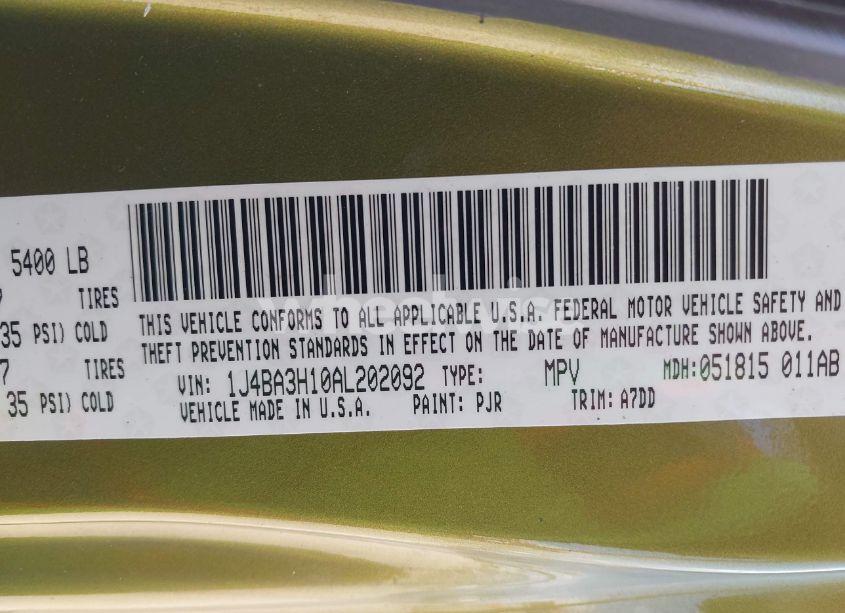 5400 LB
7 TIRES
35 PSI) COLD
7 TIRES
35 PSI) COLD
THIS VEHICLE CONFORMS TO ALL APPLICABLE U.S.A. FEDERAL MOTOR VEHICLE SAFETY AND
THEFT PREVENTION STANDARDS IN EFFECT ON THE DATE OF MANUFACTURE SHOWN ABOVE.
VIN: 1J4BA3H10AL202092 TYPE: MPV MDH:051815 011AB
VEHICLE MADE IN U.S.A. PAINT: PJR TRIM: A7DD